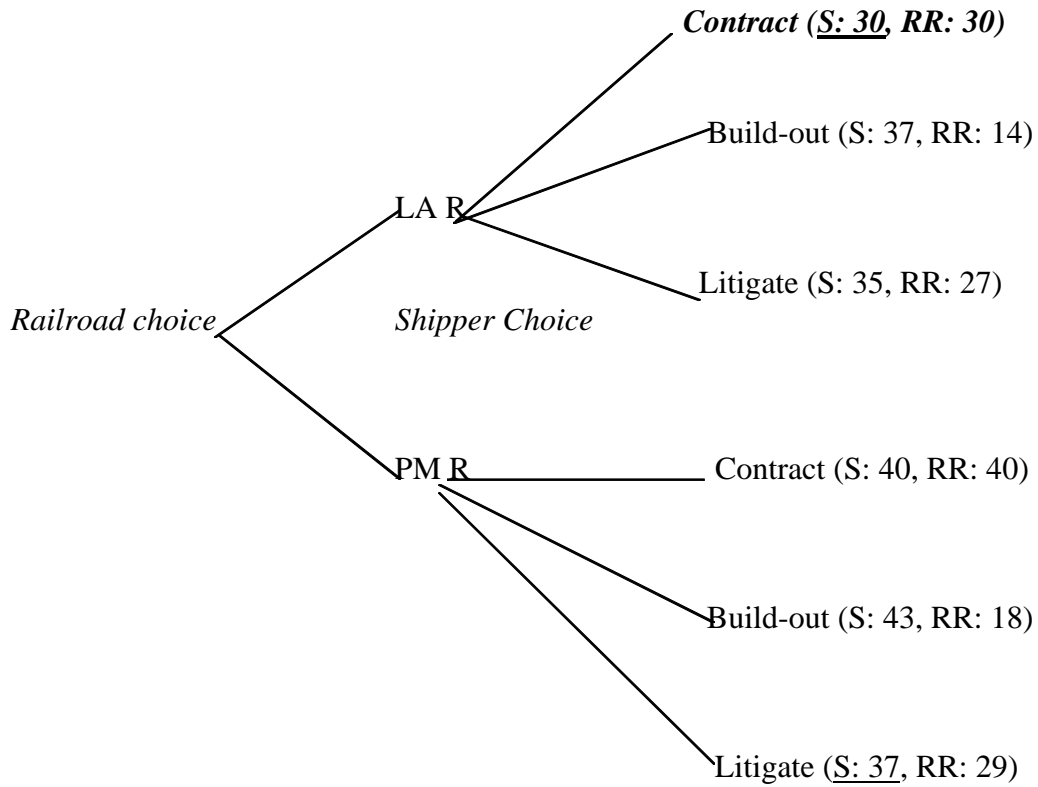 Contract (S: 30, RR: 30)
Build-out (S: 37, RR: 14)
LA R
Litigate (S: 35, RR: 27)
Railroad choice
Shipper Choice
PM R
Contract (S: 40, RR: 40)
Build-out (S: 43, RR: 18)
Litigate (S: 37, RR: 29)